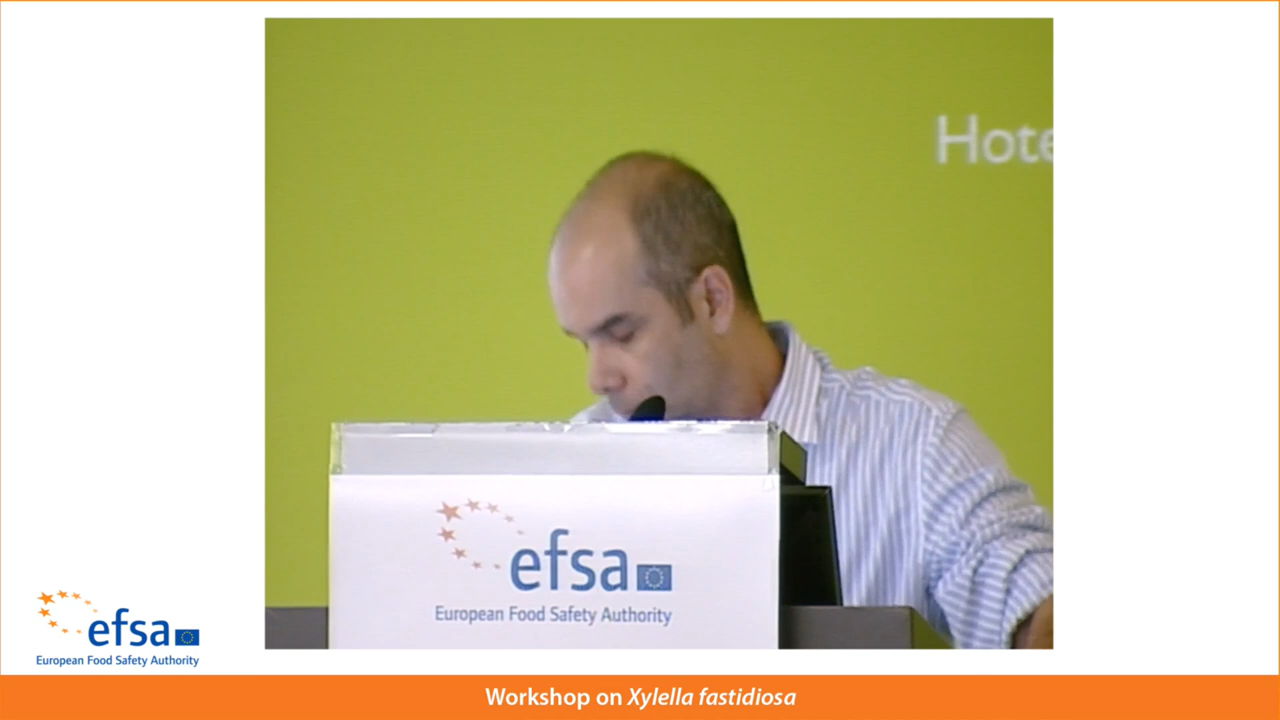 Hote
efsa
European Food Safety Authority
efsa
European Food Safety Authority
Workshop on Xylella fastidiosa